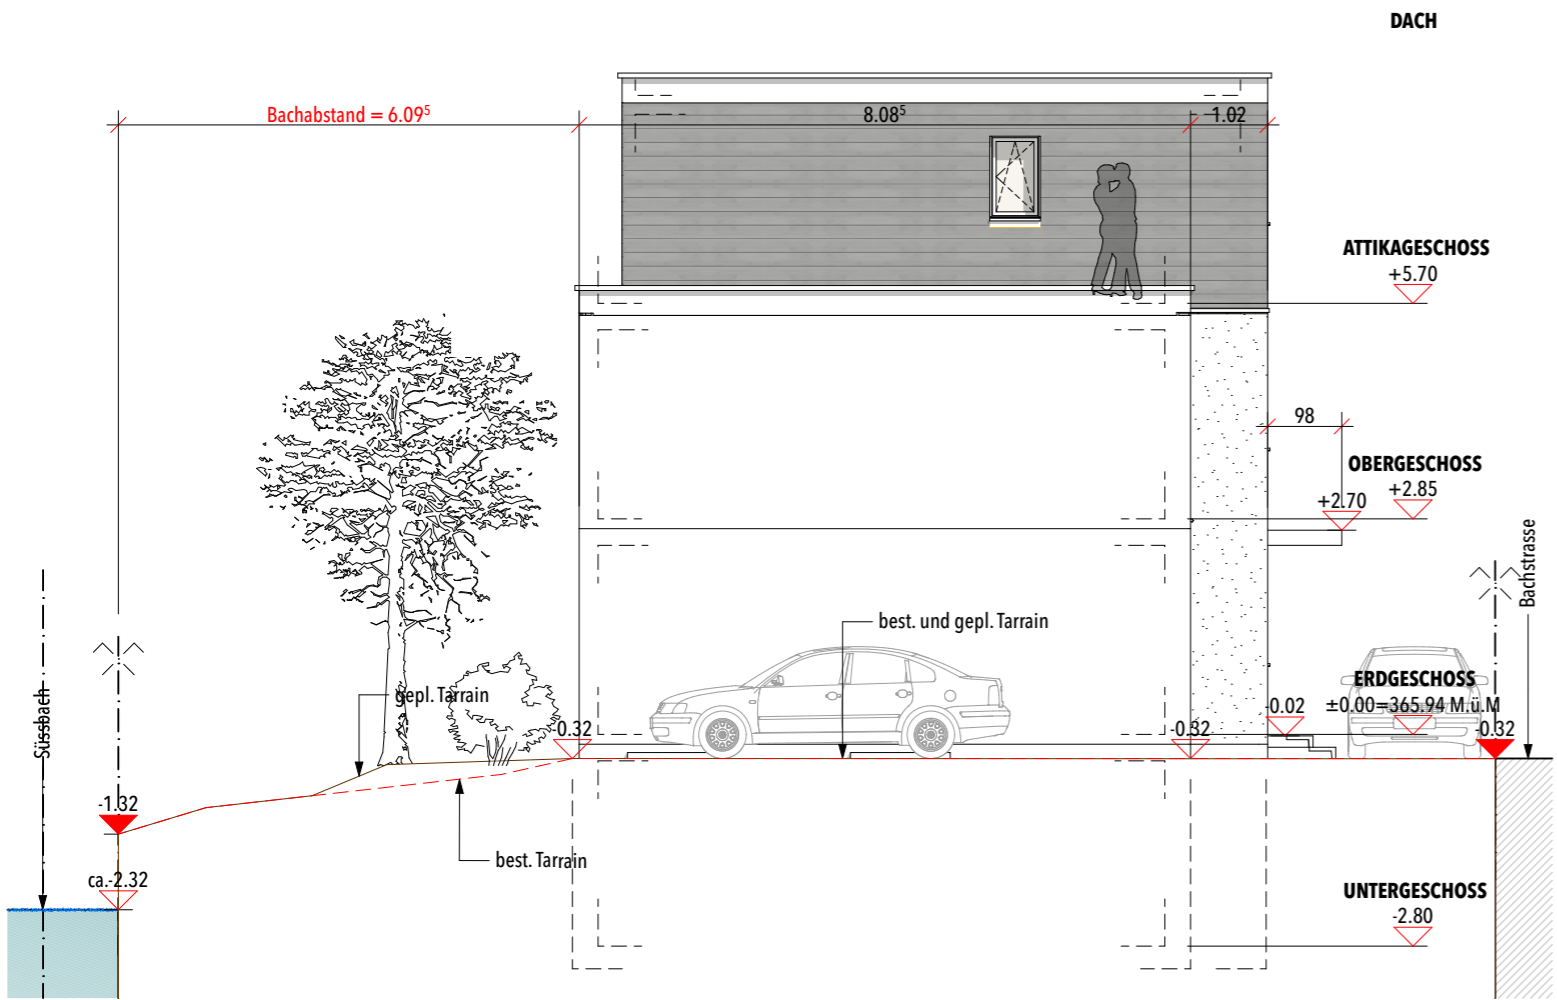 DACH
Bachabstand = 6.09⁵
8.08⁵
1.02
ATTIKAGESCHOSS
+5.70
98
OBERGESCHOSS
+2.85
+2.70
Bachstrasse
best. und gepl. Tarrain
gepl. Tarrain
Süssbach
ERDGESCHOSS
±0.00=365.94 M.ü.M
-0.02
-0.32
-0.32
-0.32
-1.32
best. Tarrain
ca.-2.32
UNTERGESCHOSS
-2.80